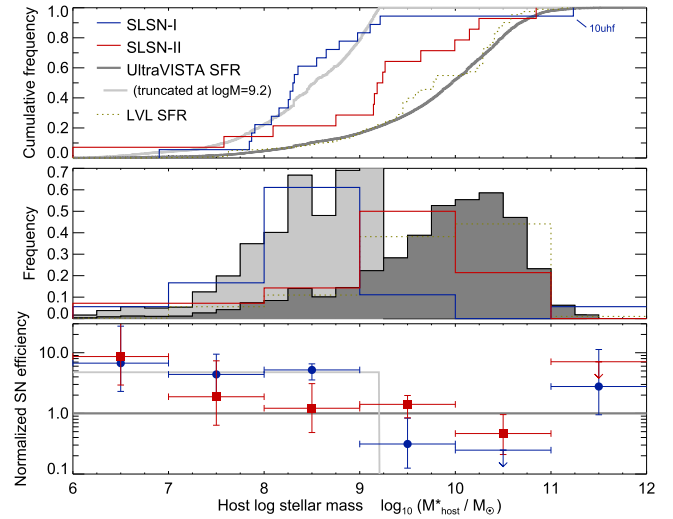 Cumulative frequency
1.0
0.8
0.6
0.4
0.2
0.0
SLSN-I
SLSN-II
UltraVISTA SFR
(truncated at logM=9.2)
LVL SFR
10uhf
Frequency
0.7
0.5
0.4
0.3
0.2
0.1
0.0
Normalized SN efficiency
10.0
1.0
0.1
6 7 8 9 10 11 12
Host log stellar mass log10 (M*host / M☉)